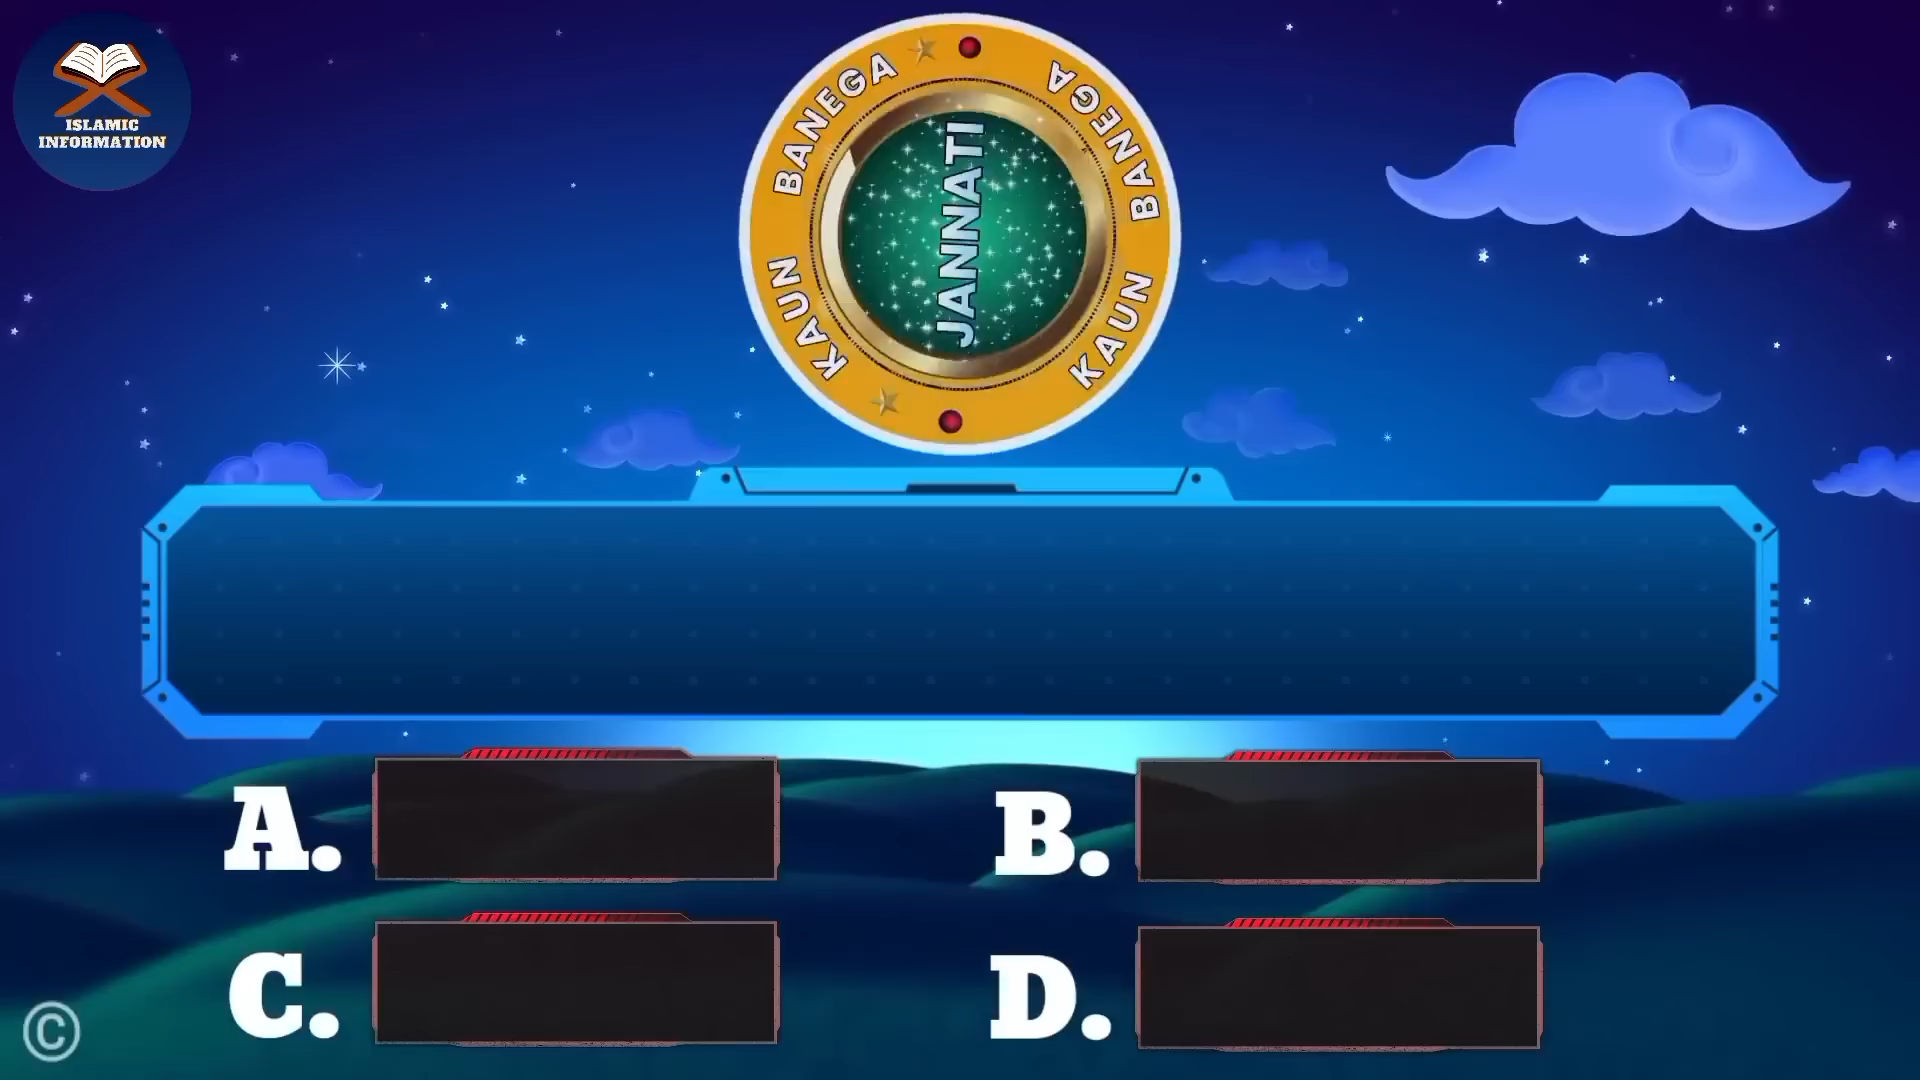 ISLAMIC
INFORMATION
KAUN BANEGA
JANNATI
KAUN BANEGA
A.
B.
C.
D.
©